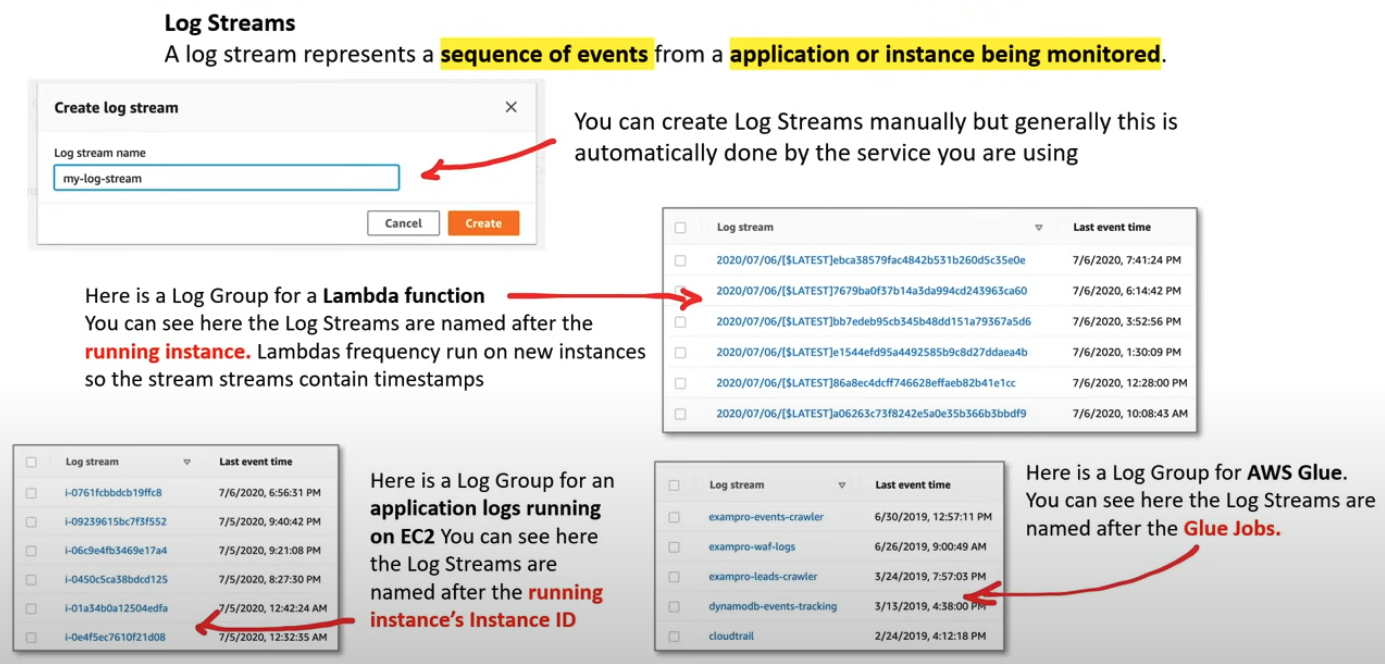 Log Streams
A log stream represents a sequence of events from a application or instance being monitored.
Create log stream
Log stream name
my-log-stream
Cancel
Create
You can create Log Streams manually but generally this is
automatically done by the service you are using
Here is a Log Group for a Lambda function
You can see here the Log Streams are named after the
running instance. Lambdas frequency run on new instances
so the stream streams contain timestamps
Log stream Last event time
2020/07/06/[$LATEST]ebca38579fac4842b531b260d5c35e0e 7/6/2020, 7:41:24 PM
2020/07/06/[$LATEST]7679ba0f37b14a3da994cd243963ca60 7/6/2020, 6:14:42 PM
2020/07/06/[$LATEST]bb7edeb95cb345b48dd151a79367a5d6 7/6/2020, 3:52:56 PM
2020/07/06/[$LATEST]e1544efd95a4492585b9c8d27ddaea4b 7/6/2020, 1:30:09 PM
2020/07/06/[$LATEST]86a8ec4dcff746628effaeb82b41e1cc 7/6/2020, 12:28:00 PM
2020/07/06/[$LATEST]a06263c73f8242e5a0e35b366b3bbdf9 7/6/2020, 10:08:43 AM
Log stream Last event time
i-0761fcbbdcb19ffc8 7/6/2020, 6:56:31 PM
i-09239615bc7f3f552 7/5/2020, 9:40:42 PM
i-06c9e4fb3469e17a4 7/5/2020, 9:21:08 PM
i-0450c5ca38bdcd125 7/5/2020, 8:27:30 PM
i-01a34b0a12504edfa 7/5/2020, 12:42:24 AM
i-0e4f5ec7610f21d08 7/5/2020, 12:32:35 AM
Here is a Log Group for an
application logs running
on EC2 You can see here
the Log Streams are
named after the running
instance's Instance ID
Log stream Last event time
exampro-events-crawler 6/30/2019, 12:57:11 PM
exampro-waf-logs 6/26/2019, 9:00:49 AM
exampro-leads-crawler 3/24/2019, 7:57:03 PM
dynamodb-events-tracking 3/13/2019, 4:38:00 PM
cloudtrail 2/24/2019, 4:12:18 PM
Here is a Log Group for AWS Glue.
You can see here the Log Streams are
named after the Glue Jobs.